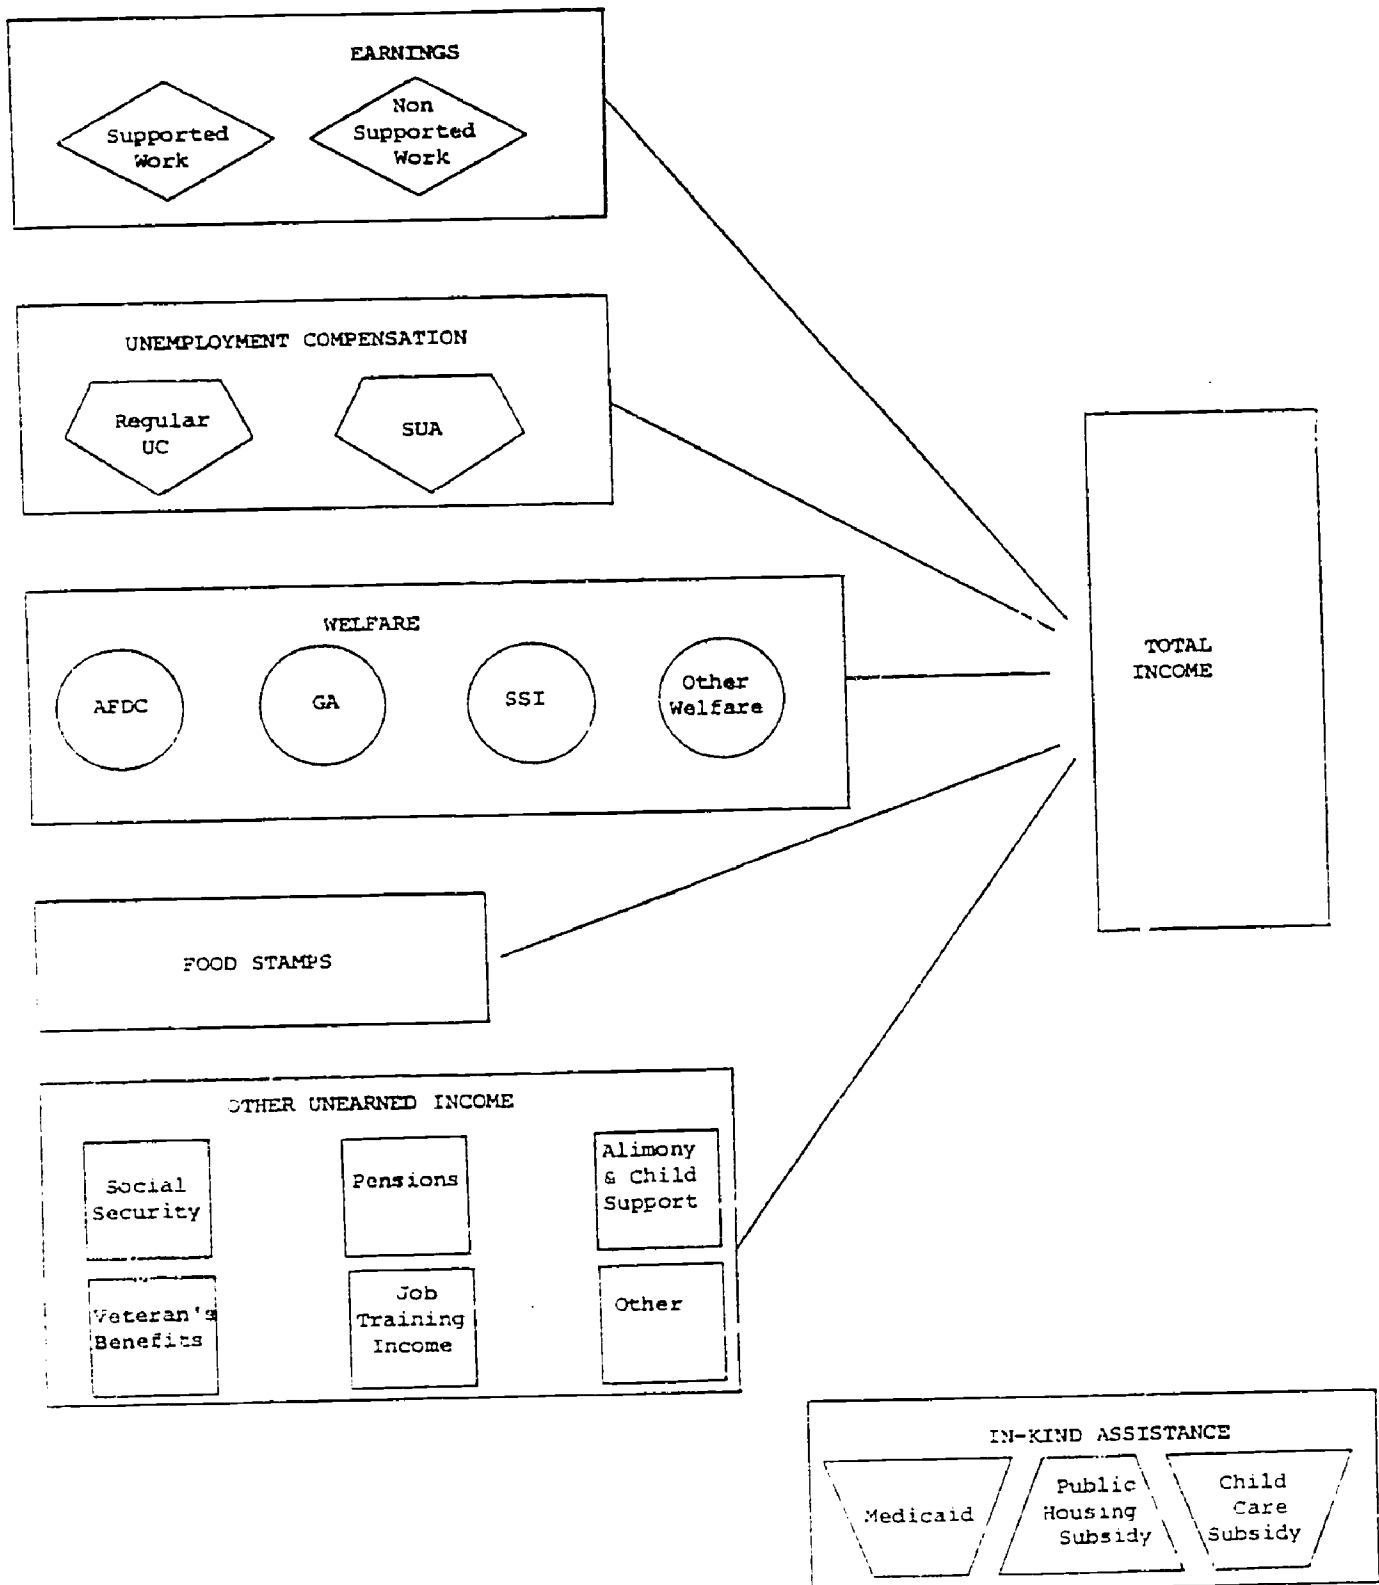 EARNINGS
Supported
Work
Non
Supported
Work
UNEMPLOYMENT COMPENSATION
Regular
UC
SUA
WELFARE
AFDC
GA
SSI
Other
Welfare
TOTAL
INCOME
FOOD STAMPS
OTHER UNEARNED INCOME
Social
Security
Pensions
Alimony
& Child
Support
Veteran's
Benefits
Job
Training
Income
Other
IN-KIND ASSISTANCE
Medicaid
Public
Housing
Subsidy
Child
Care
Subsidy